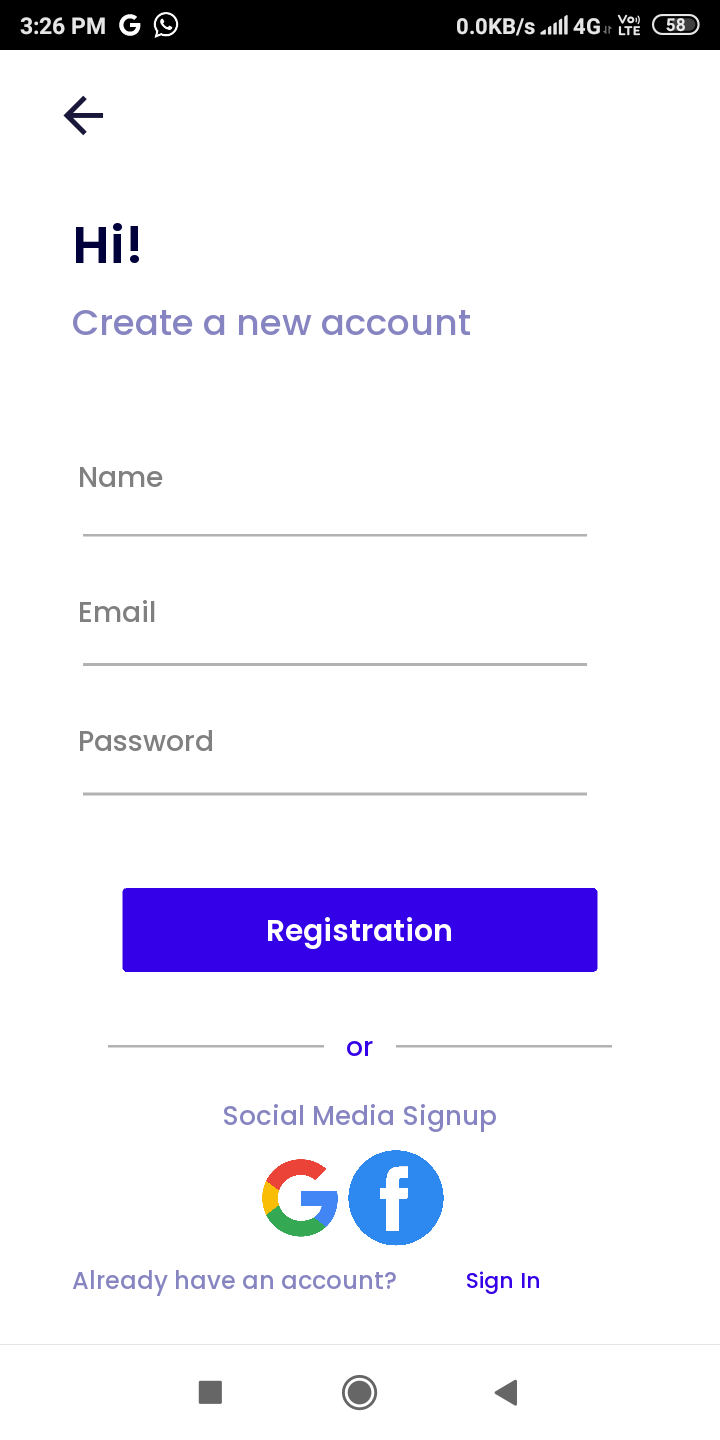 3:26 PM 0.0KB/s 4G Vo) LTE 58
Hi!
Create a new account
Name
Email
Password
Registration
or
Social Media Signup
Already have an account? Sign In